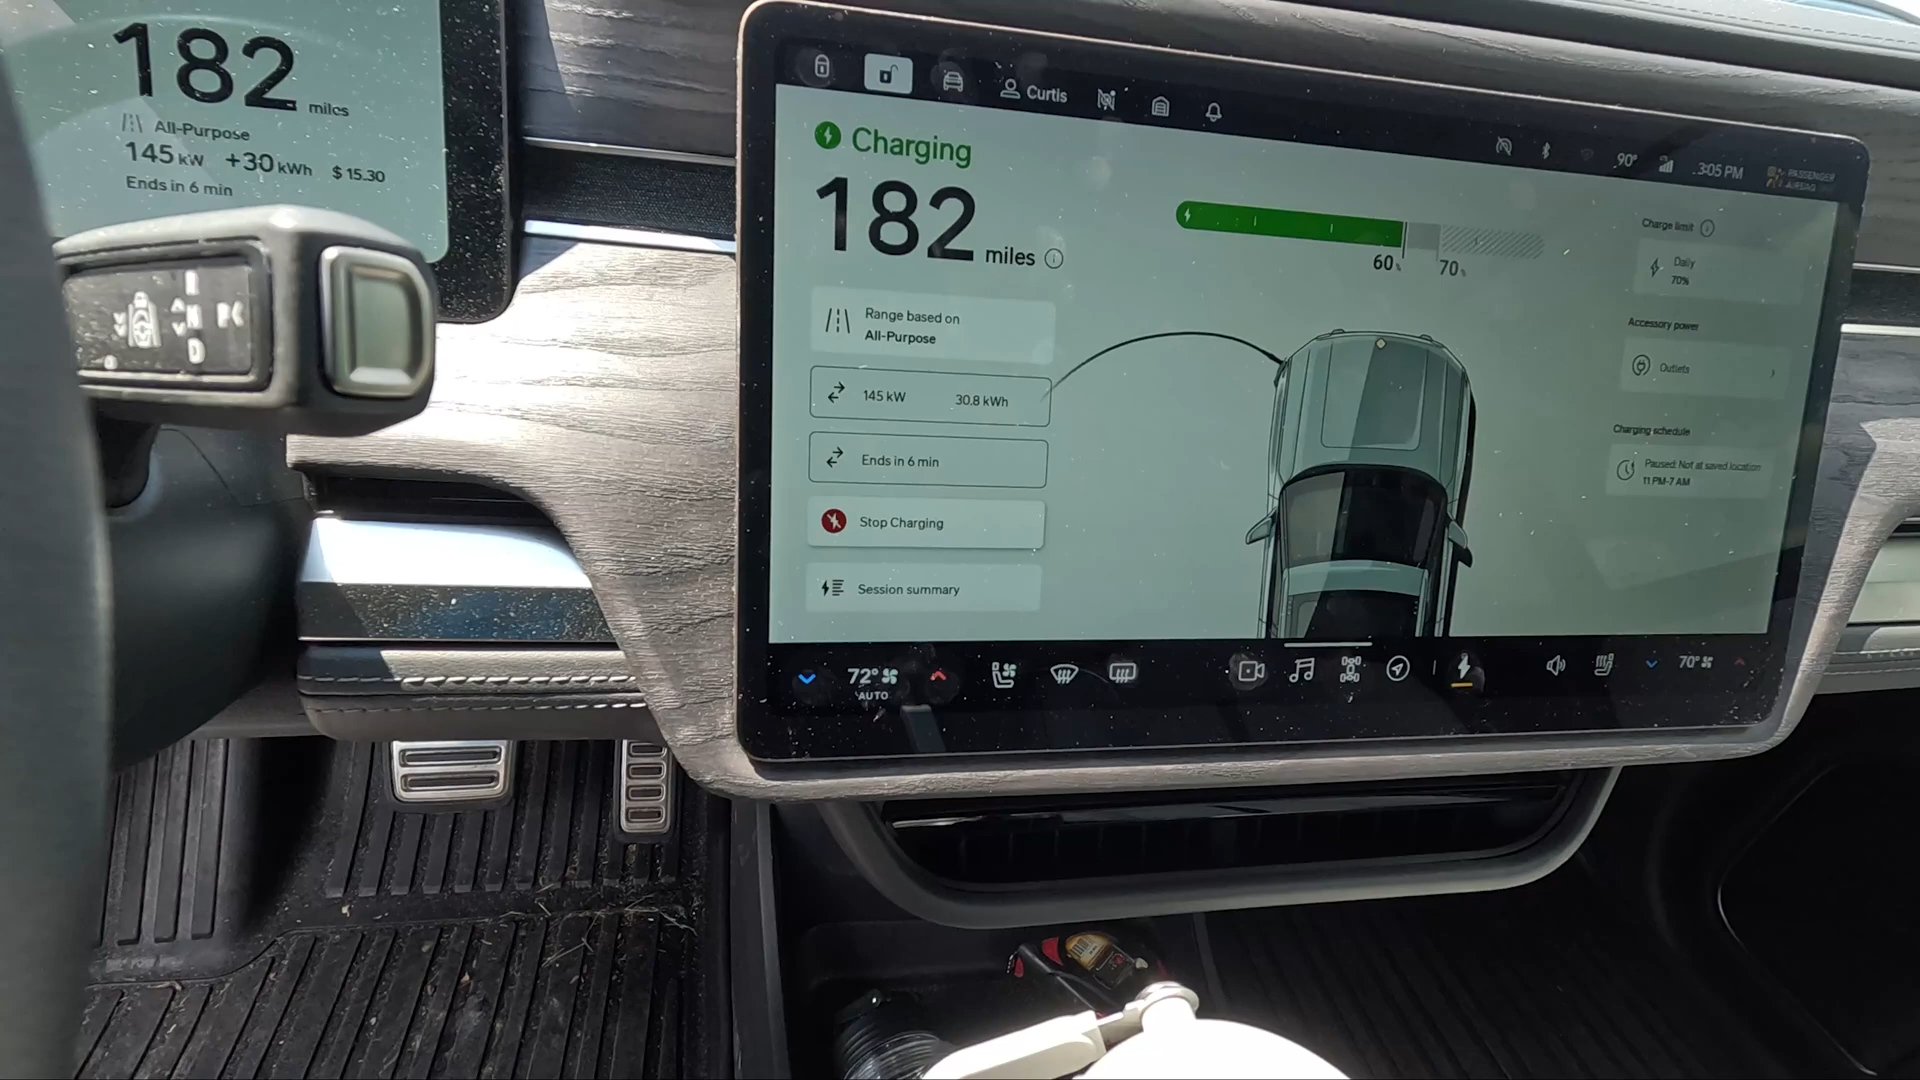 182 miles
All-Purpose
145 kW +30 kWh $ 15.30
Ends in 6 min
N
D
P
Curtis
90°
3:05 PM
PASSENGER
AIRBAG
Charging
182 miles
60%
70%
Range based on
All-Purpose
145 kW 30.8 kWh
Ends in 6 min
Stop Charging
Session summary
Charge limit
Daily
70%
Accessory power
Outlets
Charging schedule
Paused: Not at saved location
11 PM-7 AM
72°
AUTO
70°